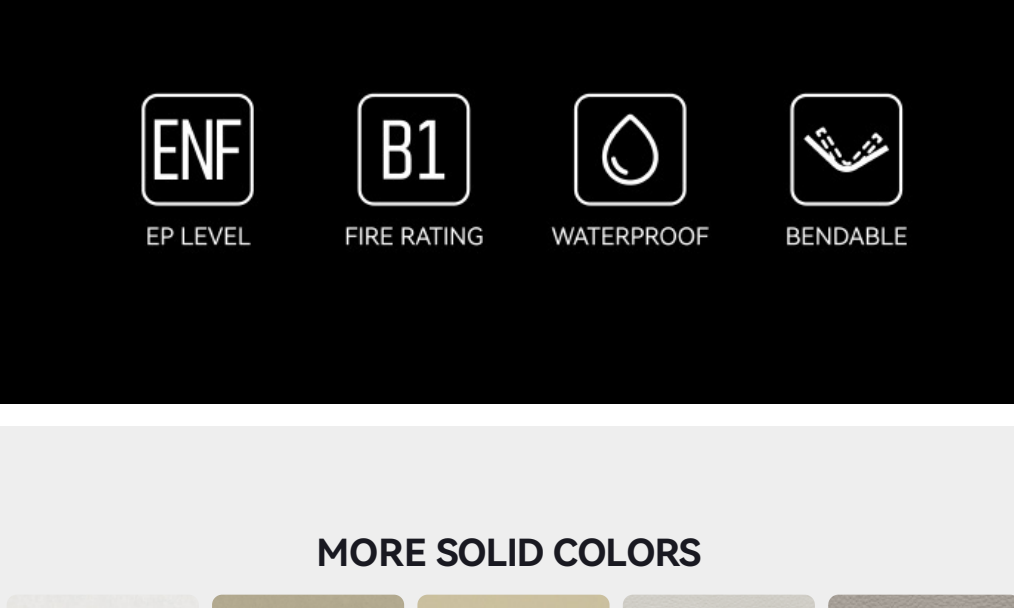 ENF
B1
EP LEVEL
FIRE RATING
WATERPROOF
BENDABLE
MORE SOLID COLORS